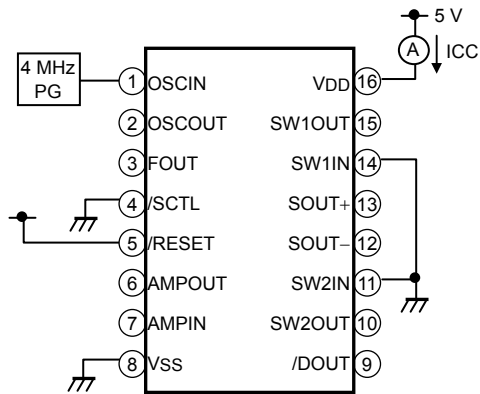 5 V
A ICC
4 MHz
PG
1 OSCIN
2 OSCOUT
3 FOUT
4 /SCTL
5 /RESET
6 AMPOUT
7 AMPIN
8 VSS
VDD 16
SW1OUT 15
SW1IN 14
SOUT+ 13
SOUT− 12
SW2IN 11
SW2OUT 10
/DOUT 9